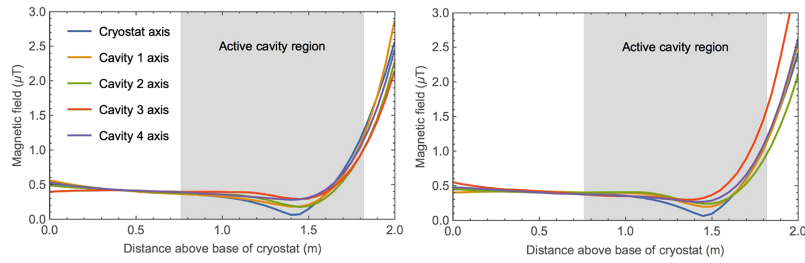 3.0
2.5
2.0
1.5
1.0
0.5
0.0
Magnetic field (μT)
Cryostat axis
Cavity 1 axis
Cavity 2 axis
Cavity 3 axis
Cavity 4 axis
Active cavity region
0.0 0.5 1.0 1.5 2.0
Distance above base of cryostat (m)
3.0
2.5
2.0
1.5
1.0
0.5
0.0
Magnetic field (μT)
Active cavity region
0.0 0.5 1.0 1.5 2.0
Distance above base of cryostat (m)